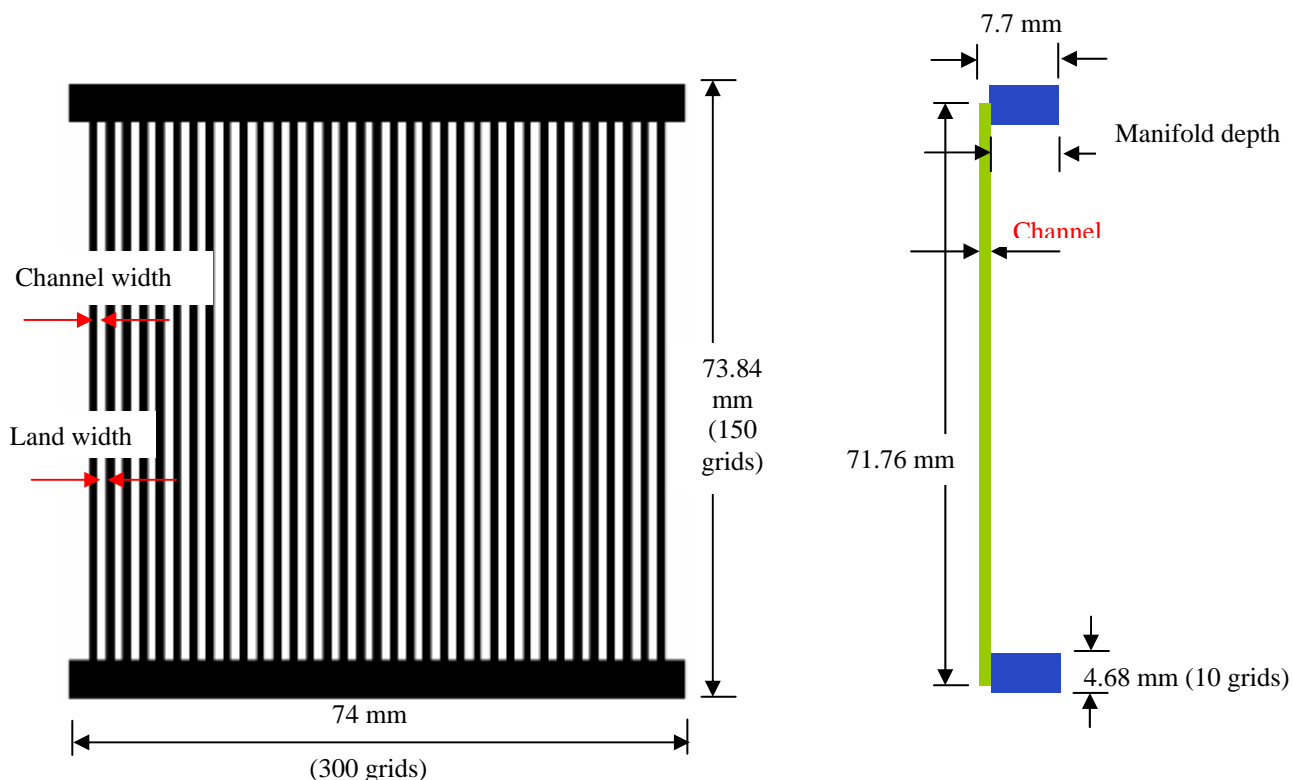 7.7 mm
Manifold depth
Channel
Channel width
73.84
mm
(150
grids)
Land width
71.76 mm
4.68 mm (10 grids)
74 mm
(300 grids)